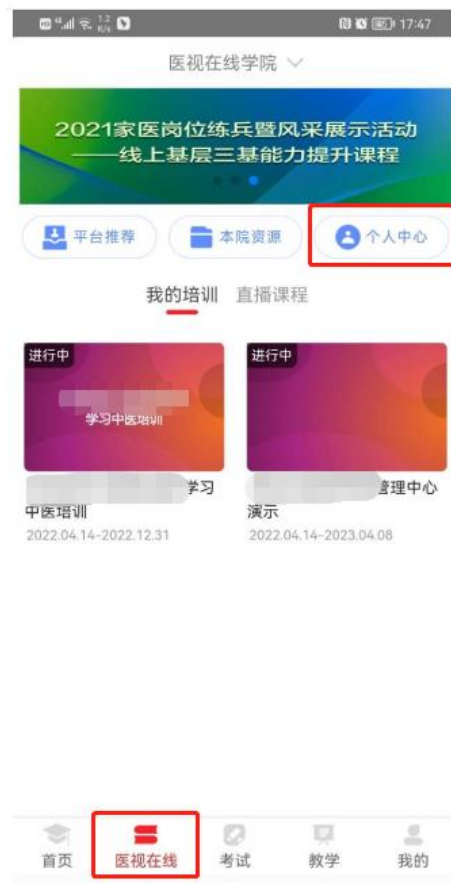 17:47
医视在线学院
2021家医岗位练兵暨风采展示活动
——线上基层三基能力提升课程
平台推荐
本院资源
个人中心
我的培训 直播课程
进行中
进行中
学习中医培训
学习
中医培训
2022.04.14-2022.12.31
管理中心
演示
2022.04.14-2023.04.08
首页
医视在线
考试
教学
我的